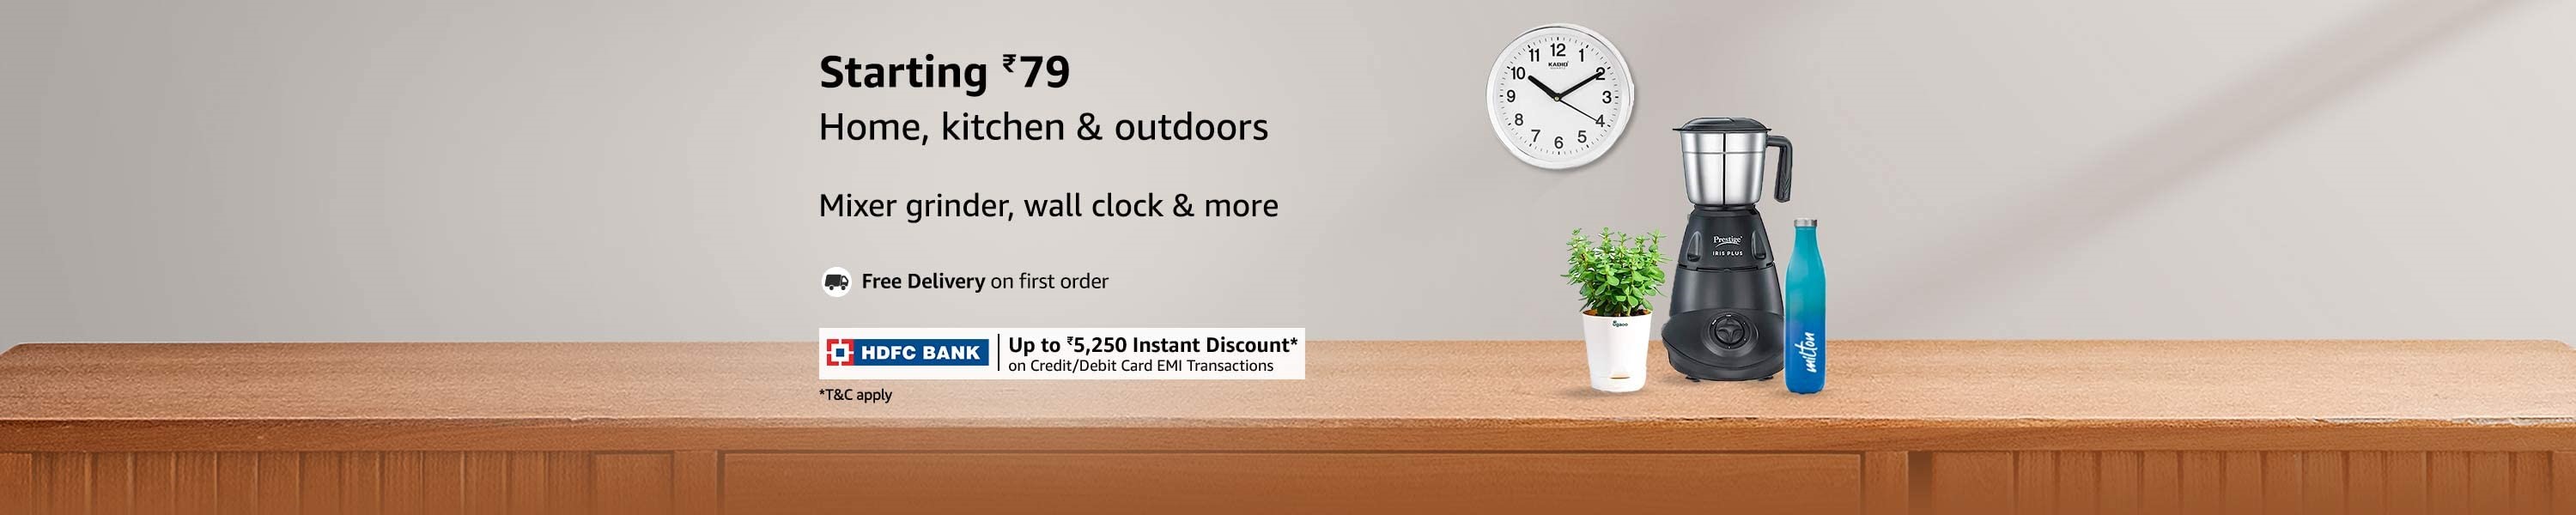 Starting ₹79
Home, kitchen & outdoors
Mixer grinder, wall clock & more
Free Delivery on first order
HDFC BANK
Up to ₹5,250 Instant Discount*
on Credit/Debit Card EMI Transactions
*T&C apply
11 12 1
10 2
9 3
8 4
7 6 5
KADIO
Prestige
IRIS PLUS
Ugaoo
milton